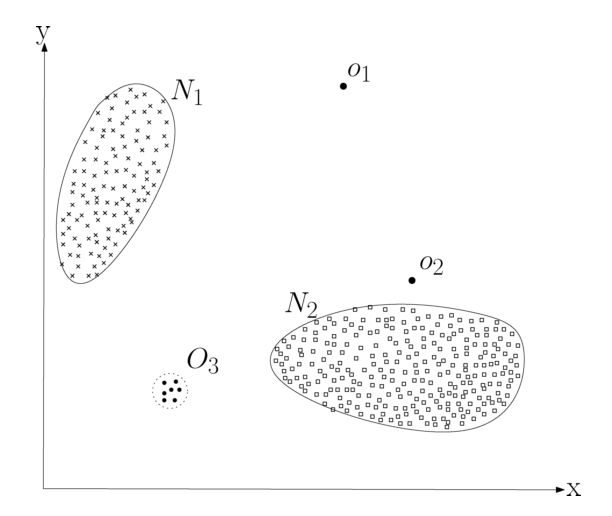 y
o₁
N₁
o₂
N₂
O₃
x